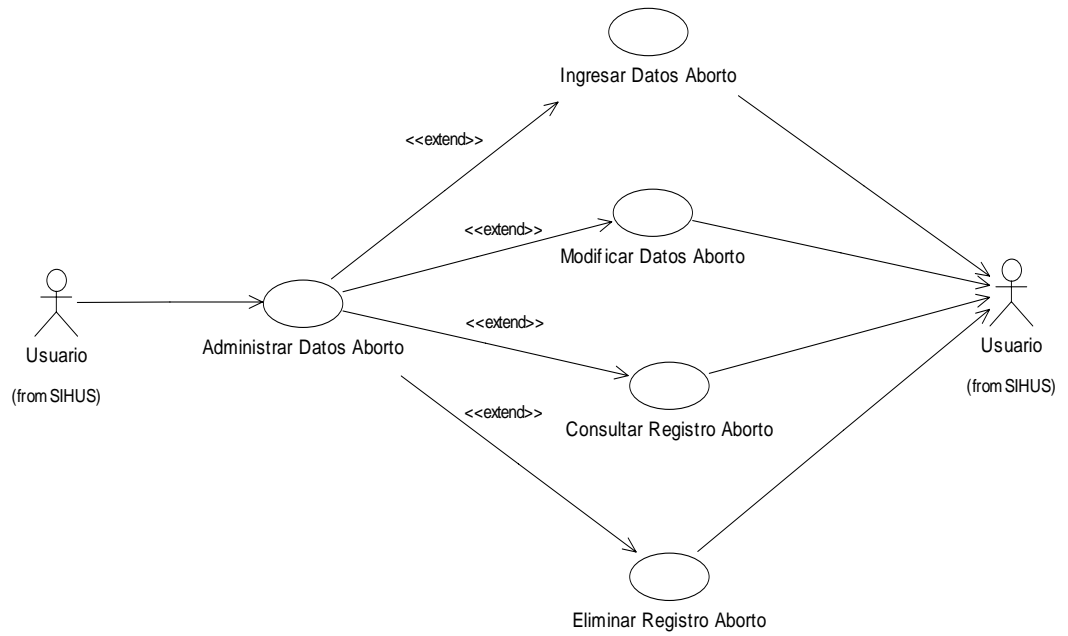 Ingresar Datos Aborto
<<extend>>
<<extend>>
Modificar Datos Aborto
Usuario
(from SIHUS)
Administrar Datos Aborto
<<extend>>
Usuario
(from SIHUS)
<<extend>>
Consultar Registro Aborto
Eliminar Registro Aborto